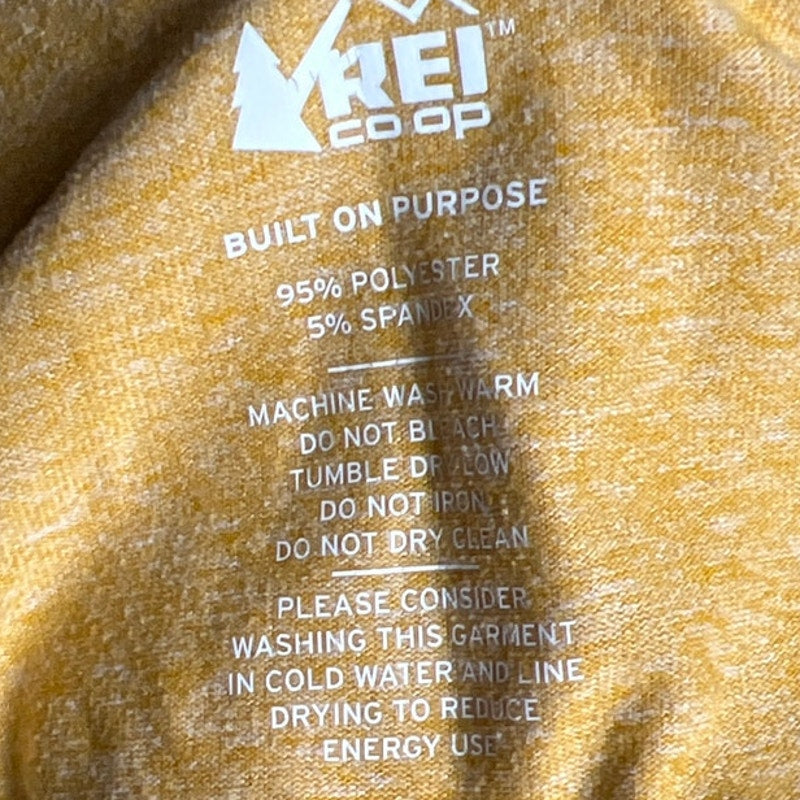 REI™
CO OP
BUILT ON PURPOSE
95% POLYESTER
5% SPANDEX
MACHINE WASH WARM
DO NOT BLEACH
TUMBLE DRY LOW
DO NOT IRON
DO NOT DRY CLEAN
PLEASE CONSIDER
WASHING THIS GARMENT
IN COLD WATER AND LINE
DRYING TO REDUCE
ENERGY USE